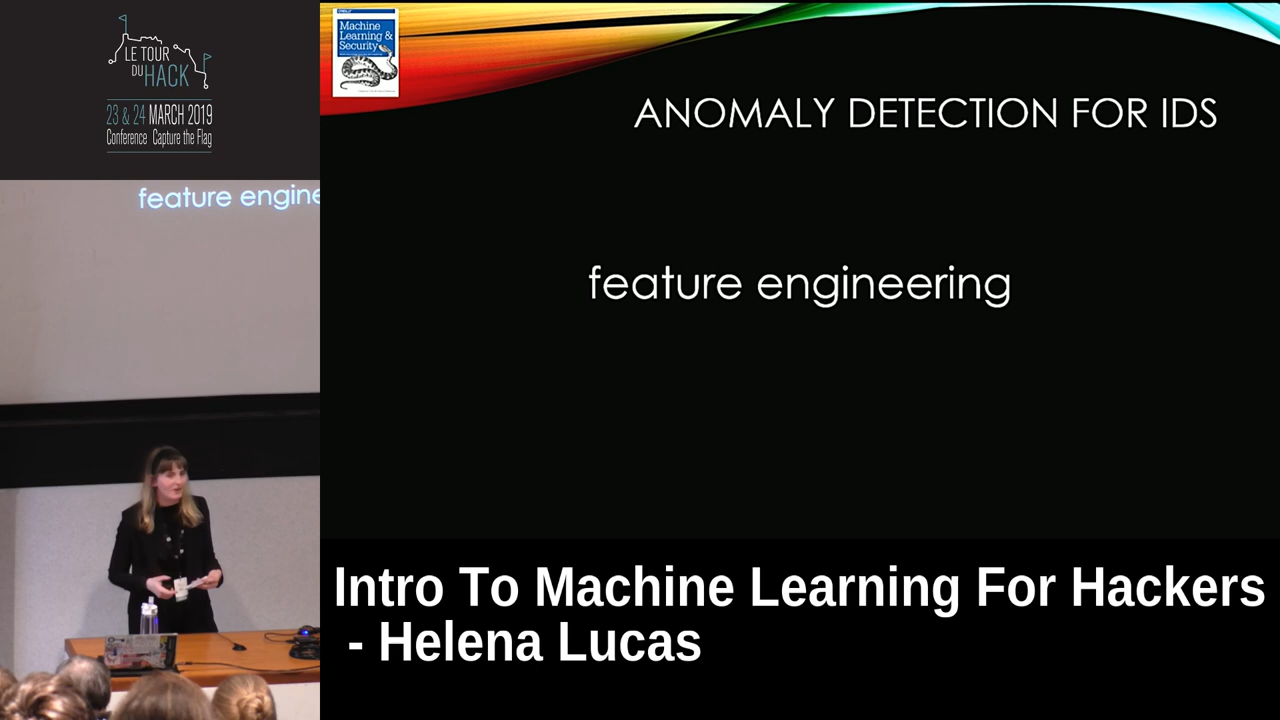 LE TOUR
DU HACK
23 & 24 MARCH 2019
Conference Capture the Flag
feature engine
Machine
Learning &
Security
ANOMALY DETECTION FOR IDS
feature engineering
Intro To Machine Learning For Hackers
- Helena Lucas